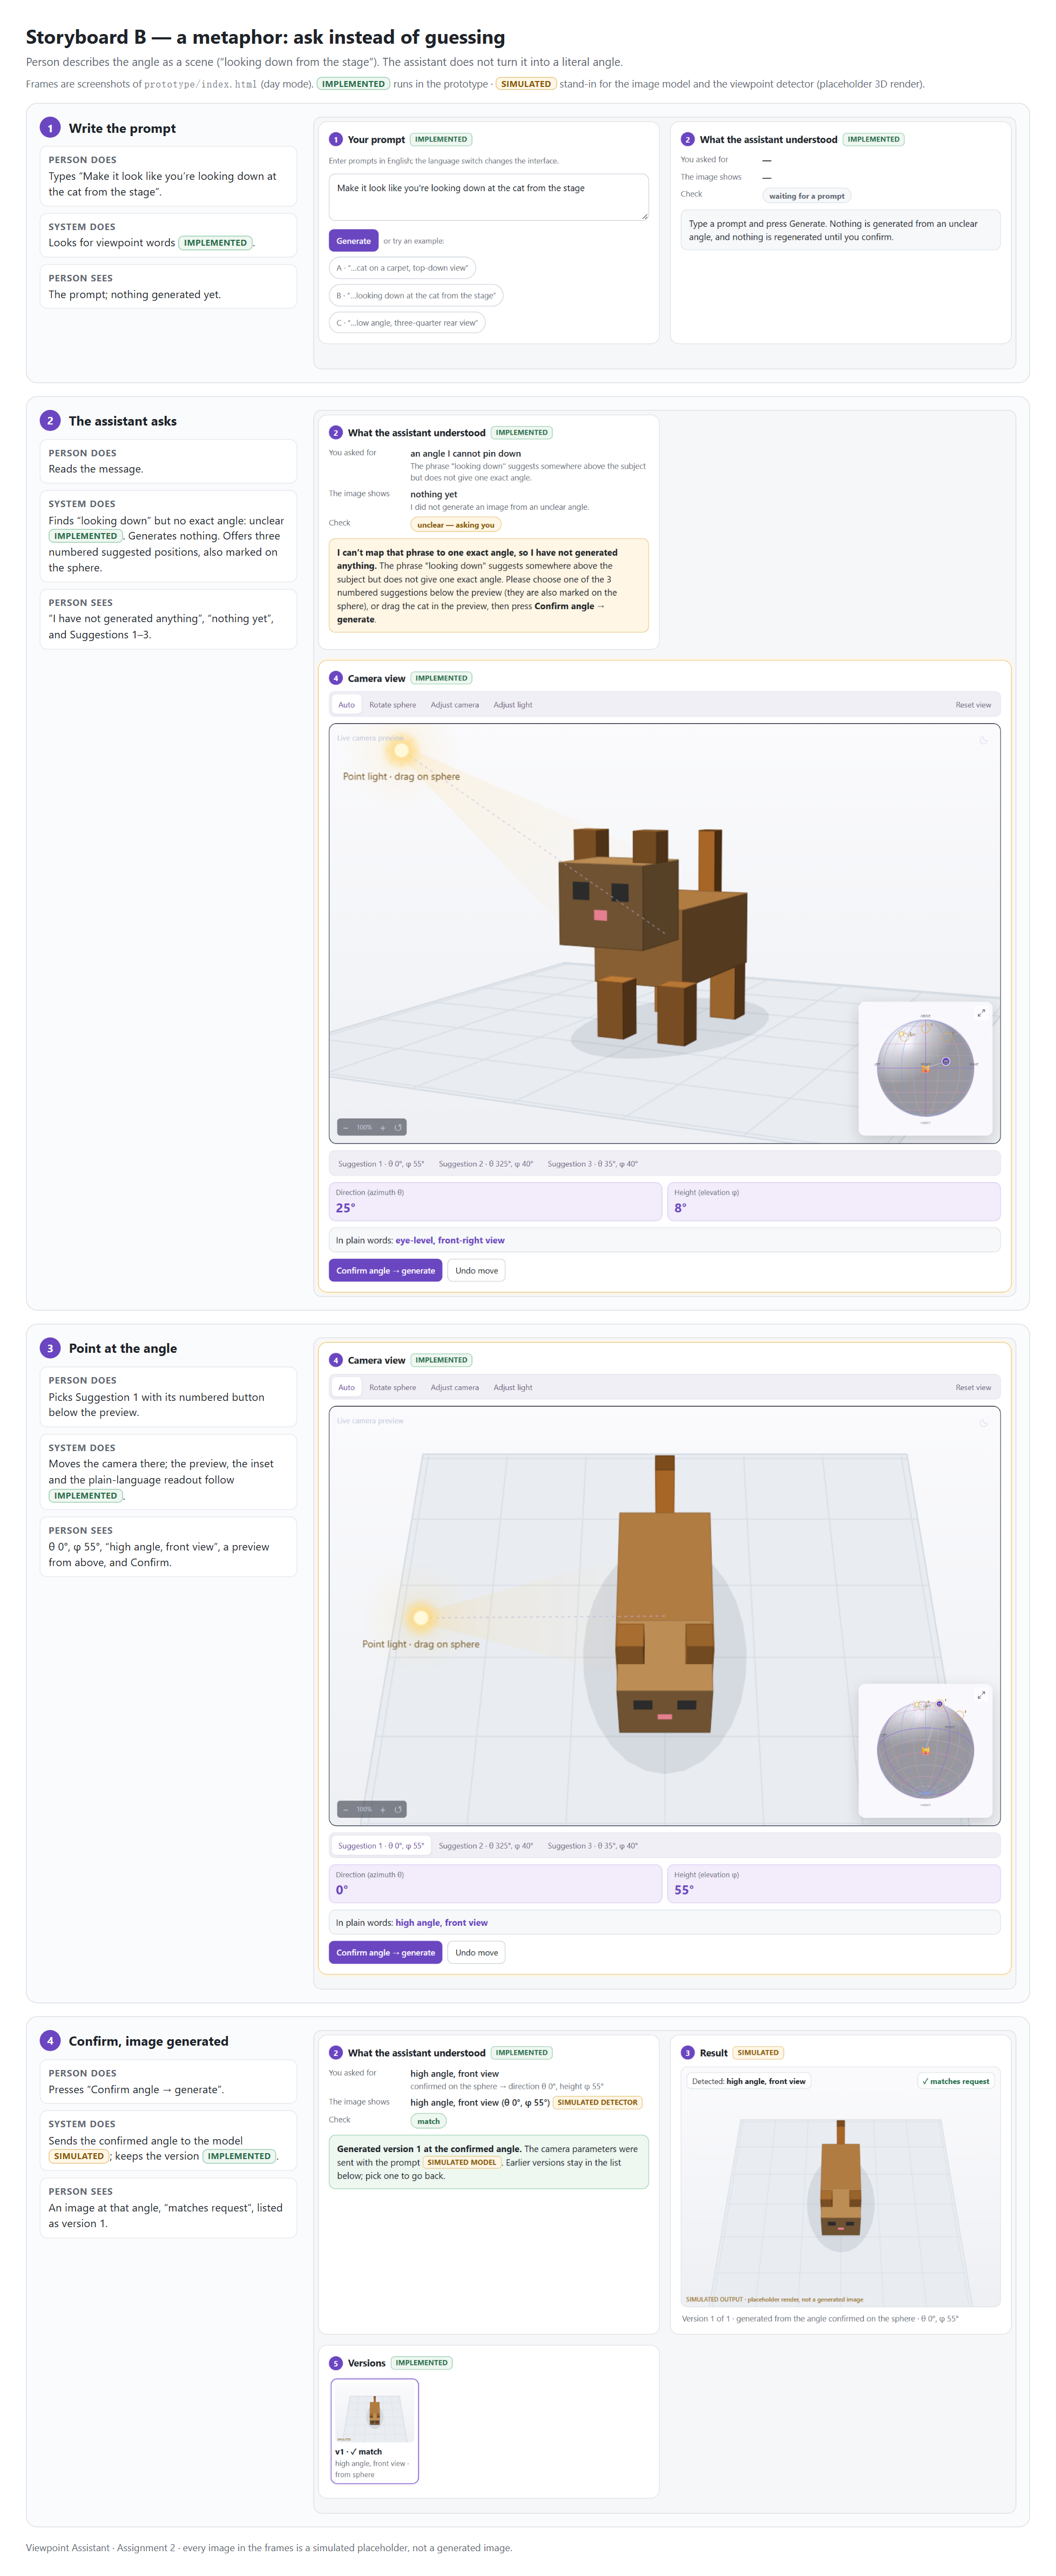 Storyboard B — a metaphor: ask instead of guessing
Person describes the angle as a scene (“looking down from the stage”). The assistant does not turn it into a literal angle.
Frames are screenshots of prototype/index.html (day mode). IMPLEMENTED runs in the prototype · SIMULATED stand-in for the image model and the viewpoint detector (placeholder 3D render).
1 Write the prompt
PERSON DOES
Types “Make it look like you’re looking down at
the cat from the stage”.
SYSTEM DOES
Looks for viewpoint words IMPLEMENTED.
PERSON SEES
The prompt; nothing generated yet.
1 Your prompt IMPLEMENTED
Enter prompts in English; the language switch changes the interface.
Make it look like you're looking down at the cat from the stage
Generate or try an example:
A · "...cat on a carpet, top-down view"
B · "...looking down at the cat from the stage"
C · "...low angle, three-quarter rear view"
2 What the assistant understood IMPLEMENTED
You asked for —
The image shows —
Check waiting for a prompt
Type a prompt and press Generate. Nothing is generated from an unclear
angle, and nothing is regenerated until you confirm.
2 The assistant asks
PERSON DOES
Reads the message.
SYSTEM DOES
Finds “looking down” but no exact angle: unclear
IMPLEMENTED. Generates nothing. Offers three
numbered suggested positions, also marked on
the sphere.
PERSON SEES
“I have not generated anything”, “nothing yet”,
and Suggestions 1–3.
2 What the assistant understood IMPLEMENTED
You asked for an angle I cannot pin down
The phrase "looking down" suggests somewhere above the subject
but does not give one exact angle.
The image shows nothing yet
I did not generate an image from an unclear angle.
Check unclear — asking you
I can’t map that phrase to one exact angle, so I have not generated
anything. The phrase "looking down" suggests somewhere above the
subject but does not give one exact angle. Please choose one of the 3
numbered suggestions below the preview (they are also marked on the
sphere), or drag the cat in the preview, then press Confirm angle →
generate.
4 Camera view IMPLEMENTED
Auto Rotate sphere Adjust camera Adjust light Reset view
Live camera preview
Point light · drag on sphere
− 100% +
Suggestion 1 · θ 0°, φ 55° Suggestion 2 · θ 325°, φ 40° Suggestion 3 · θ 35°, φ 40°
Direction (azimuth θ)
25°
Height (elevation φ)
8°
In plain words: eye-level, front-right view
Confirm angle → generate Undo move
3 Point at the angle
PERSON DOES
Picks Suggestion 1 with its numbered button
below the preview.
SYSTEM DOES
Moves the camera there; the preview, the inset
and the plain-language readout follow
IMPLEMENTED.
PERSON SEES
θ 0°, φ 55°, “high angle, front view”, a preview
from above, and Confirm.
4 Camera view IMPLEMENTED
Auto Rotate sphere Adjust camera Adjust light Reset view
Live camera preview
Point light · drag on sphere
− 100% +
Suggestion 1 · θ 0°, φ 55° Suggestion 2 · θ 325°, φ 40° Suggestion 3 · θ 35°, φ 40°
Direction (azimuth θ)
0°
Height (elevation φ)
55°
In plain words: high angle, front view
Confirm angle → generate Undo move
4 Confirm, image generated
PERSON DOES
Presses “Confirm angle → generate”.
SYSTEM DOES
Sends the confirmed angle to the model
SIMULATED; keeps the version IMPLEMENTED.
PERSON SEES
An image at that angle, “matches request”, listed
as version 1.
2 What the assistant understood IMPLEMENTED
You asked for high angle, front view
confirmed on the sphere → direction θ 0°, height φ 55°
The image shows high angle, front view (θ 0°, φ 55°) SIMULATED DETECTOR
Check match
Generated version 1 at the confirmed angle. The camera parameters were
sent with the prompt SIMULATED MODEL. Earlier versions stay in the list
below; pick one to go back.
3 Result SIMULATED
Detected: high angle, front view ✓ matches request
SIMULATED OUTPUT · placeholder render, not a generated image
Version 1 of 1 · generated from the angle confirmed on the sphere · θ 0°, φ 55°
5 Versions IMPLEMENTED
v1 · ✓ match
high angle, front view ·
from sphere
Viewpoint Assistant · Assignment 2 · every image in the frames is a simulated placeholder, not a generated image.